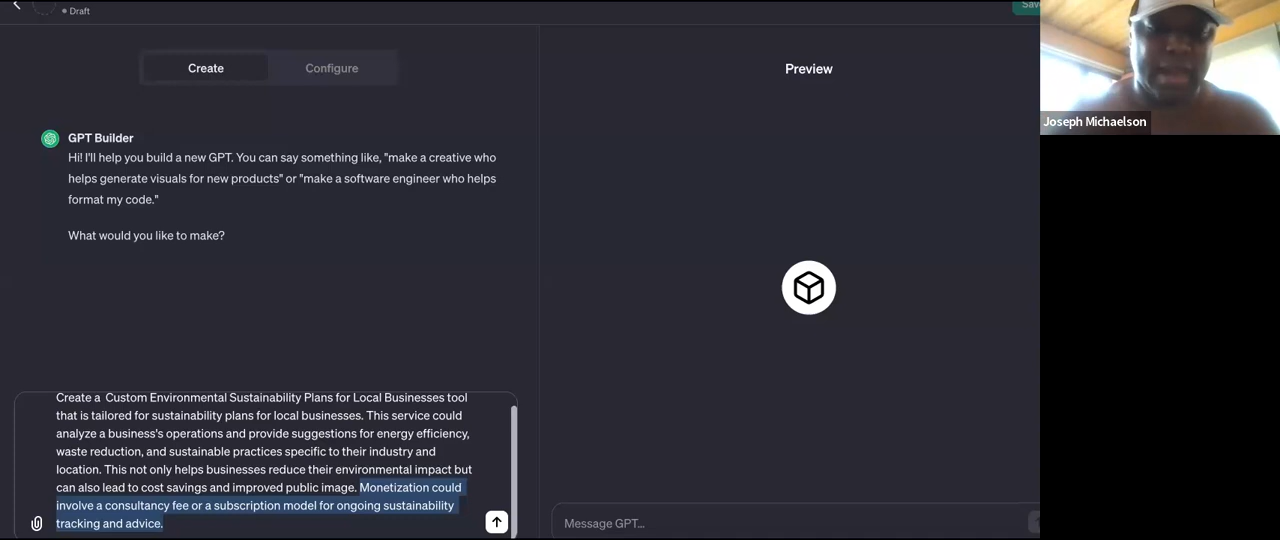 Draft
Create
Configure
Preview
Joseph Michaelson
GPT Builder
Hi! I'll help you build a new GPT. You can say something like, "make a creative who
helps generate visuals for new products" or "make a software engineer who helps
format my code."
What would you like to make?
Create a Custom Environmental Sustainability Plans for Local Businesses tool
that is tailored for sustainability plans for local businesses. This service could
analyze a business's operations and provide suggestions for energy efficiency,
waste reduction, and sustainable practices specific to their industry and
location. This not only helps businesses reduce their environmental impact but
can also lead to cost savings and improved public image. Monetization could
involve a consultancy fee or a subscription model for ongoing sustainability
tracking and advice.
Message GPT...